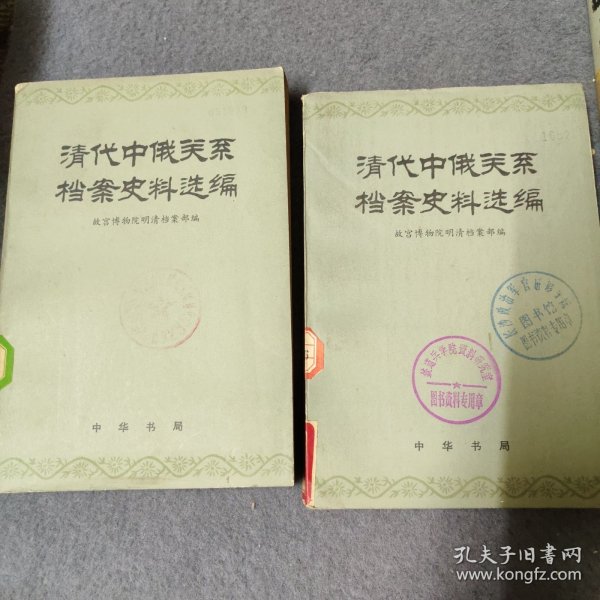 清代中俄关系
档案史料选编
故宫博物院明清档案部编
中华书局
清代中俄关系
档案史料选编
故宫博物院明清档案部编
图书馆
图书资料专用章
中华书局
孔夫子旧书网
www.kongfz.com